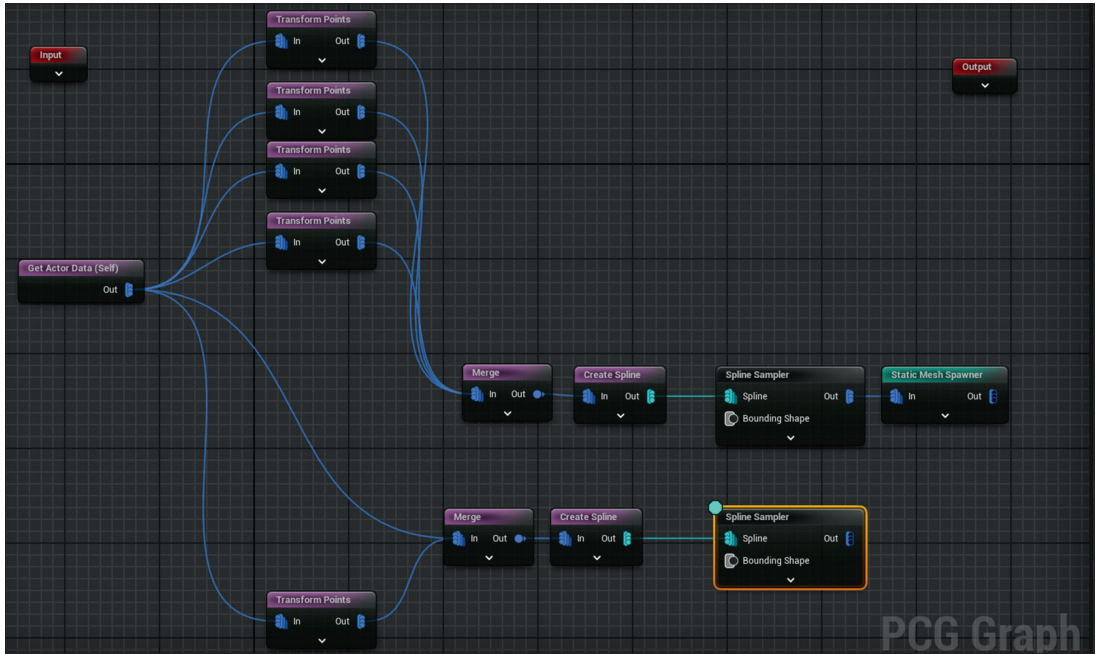 Transform Points
In Out
Input
Output
Transform Points
In Out
Transform Points
In Out
Transform Points
In Out
Get Actor Data (Self)
Out
Merge
In Out
Create Spline
In Out
Spline Sampler
Spline Out
Bounding Shape
Static Mesh Spawner
In Out
Merge
In Out
Create Spline
In Out
Spline Sampler
Spline Out
Bounding Shape
Transform Points
In Out
PCG Graph